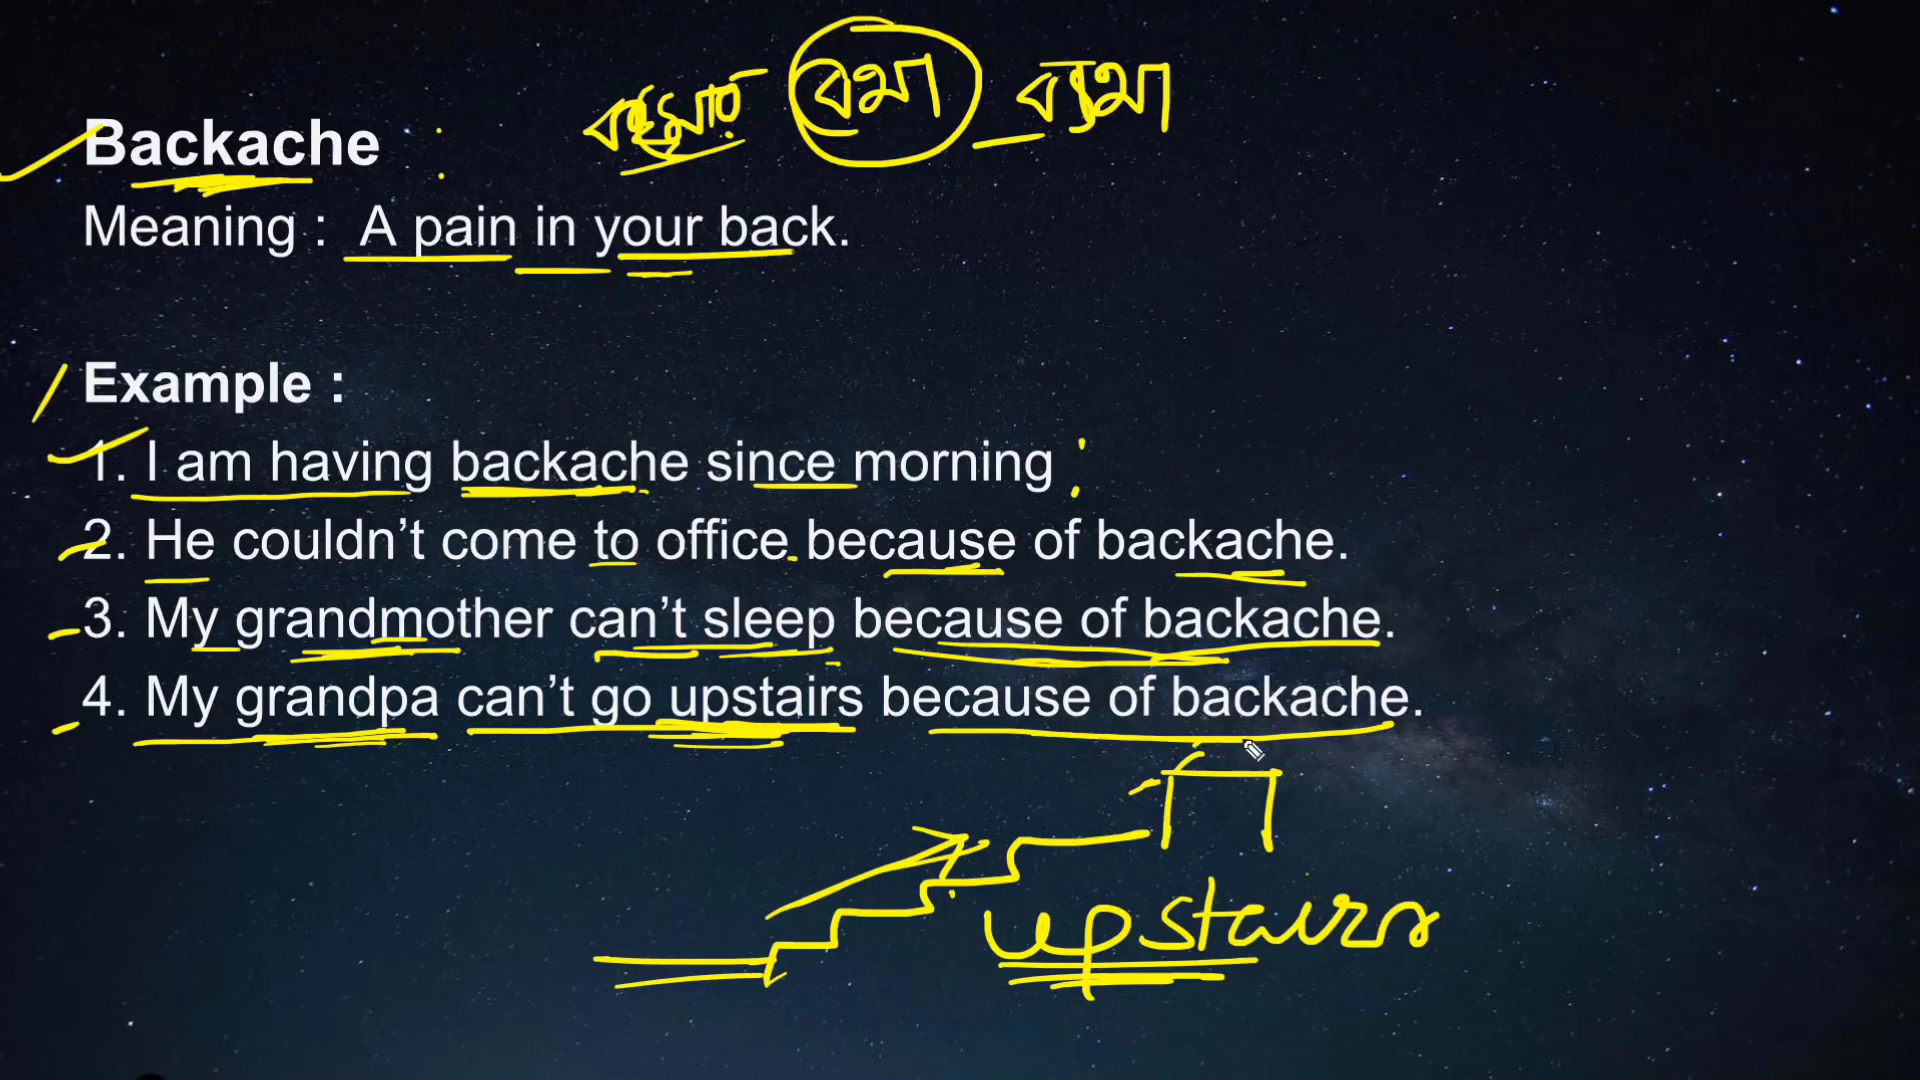 বথা ব্যথা
Backache :
Meaning : A pain in your back.
Example :
1. I am having backache since morning
2. He couldn’t come to office because of backache.
3. My grandmother can’t sleep because of backache.
4. My grandpa can’t go upstairs because of backache.
upstairs